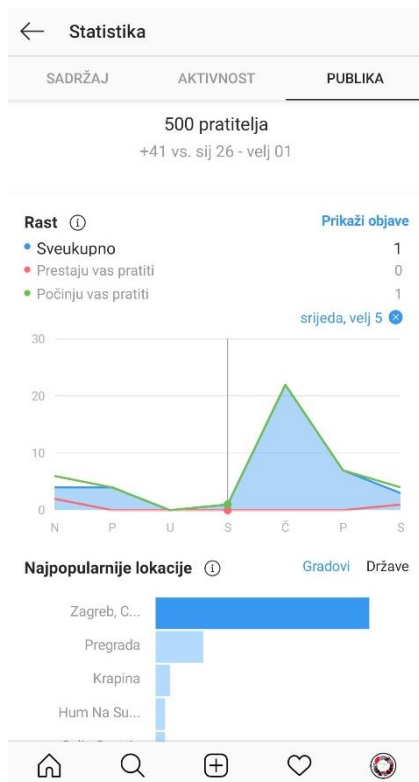 Statistika
SADRŽAJ AKTIVNOST PUBLIKA
500 pratitelja
+41 vs. sij 26 - velj 01
Rast Prikaži objave
Sveukupno 1
Prestaju vas pratiti 0
Počinju vas pratiti 1
srijeda, velj 5
30
20
10
0
N P U S Č P S
Najpopularnije lokacije Gradovi Države
Zagreb, C...
Pregrada
Krapina
Hum Na Su...